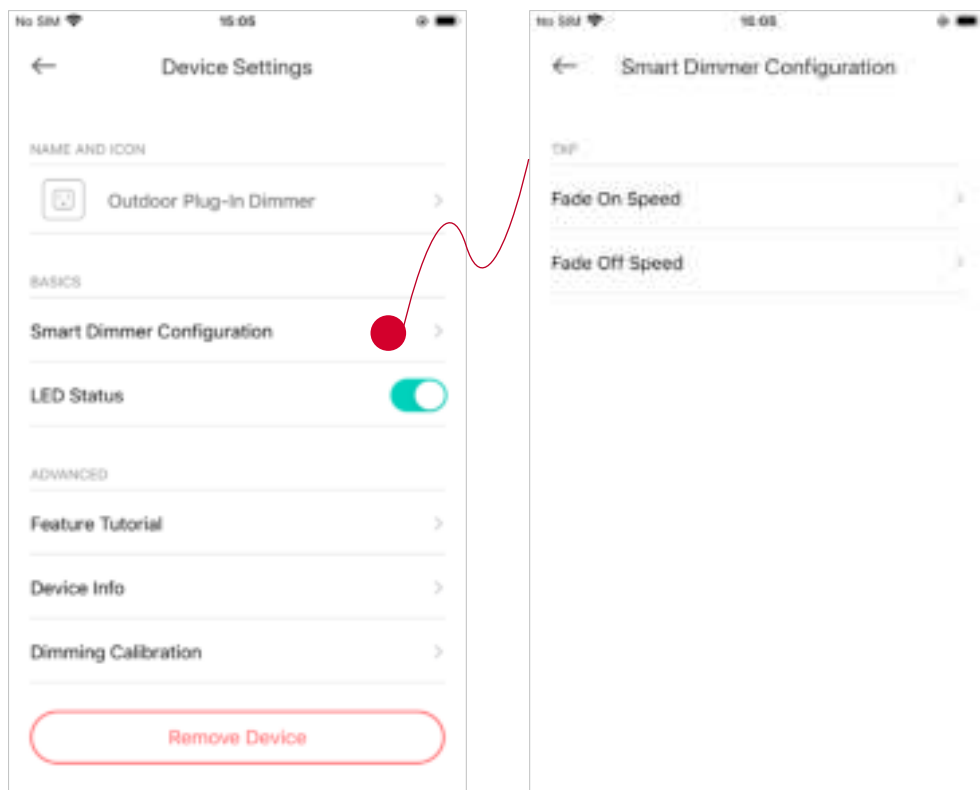 No SIM 15:05
Device Settings
NAME AND ICON
Outdoor Plug-In Dimmer
BASICS
Smart Dimmer Configuration
LED Status
ADVANCED
Feature Tutorial
Device Info
Dimming Calibration
Remove Device
No SIM 15:05
Smart Dimmer Configuration
TAP
Fade On Speed
Fade Off Speed